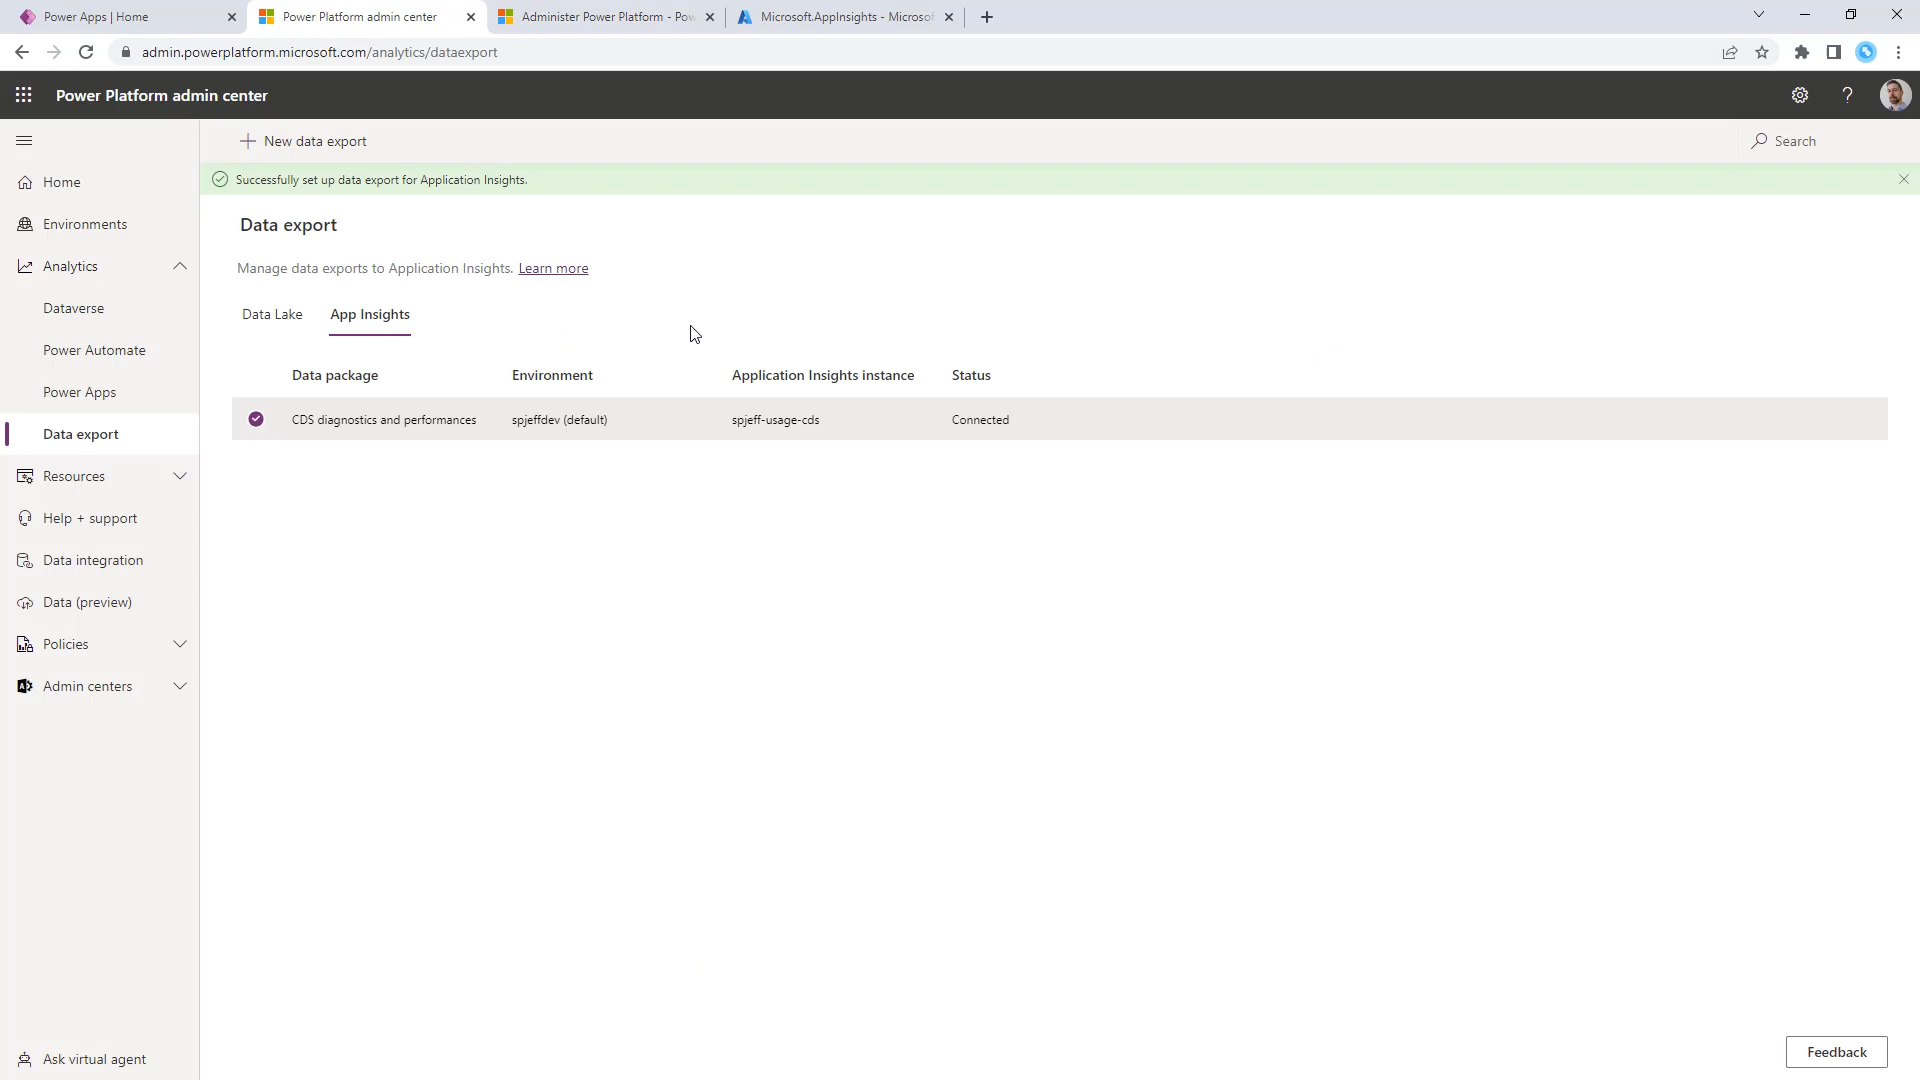 Power Apps | Home
Power Platform admin center
Administer Power Platform - Pow
Microsoft.AppInsights - Microsof
admin.powerplatform.microsoft.com/analytics/dataexport
Power Platform admin center
New data export
Search
Successfully set up data export for Application Insights.
Home
Environments
Analytics
Dataverse
Power Automate
Power Apps
Data export
Resources
Help + support
Data integration
Data (preview)
Policies
Admin centers
Ask virtual agent
Data export
Manage data exports to Application Insights. Learn more
Data Lake App Insights
Data package Environment Application Insights instance Status
CDS diagnostics and performances spjeffdev (default) spjeff-usage-cds Connected
Feedback